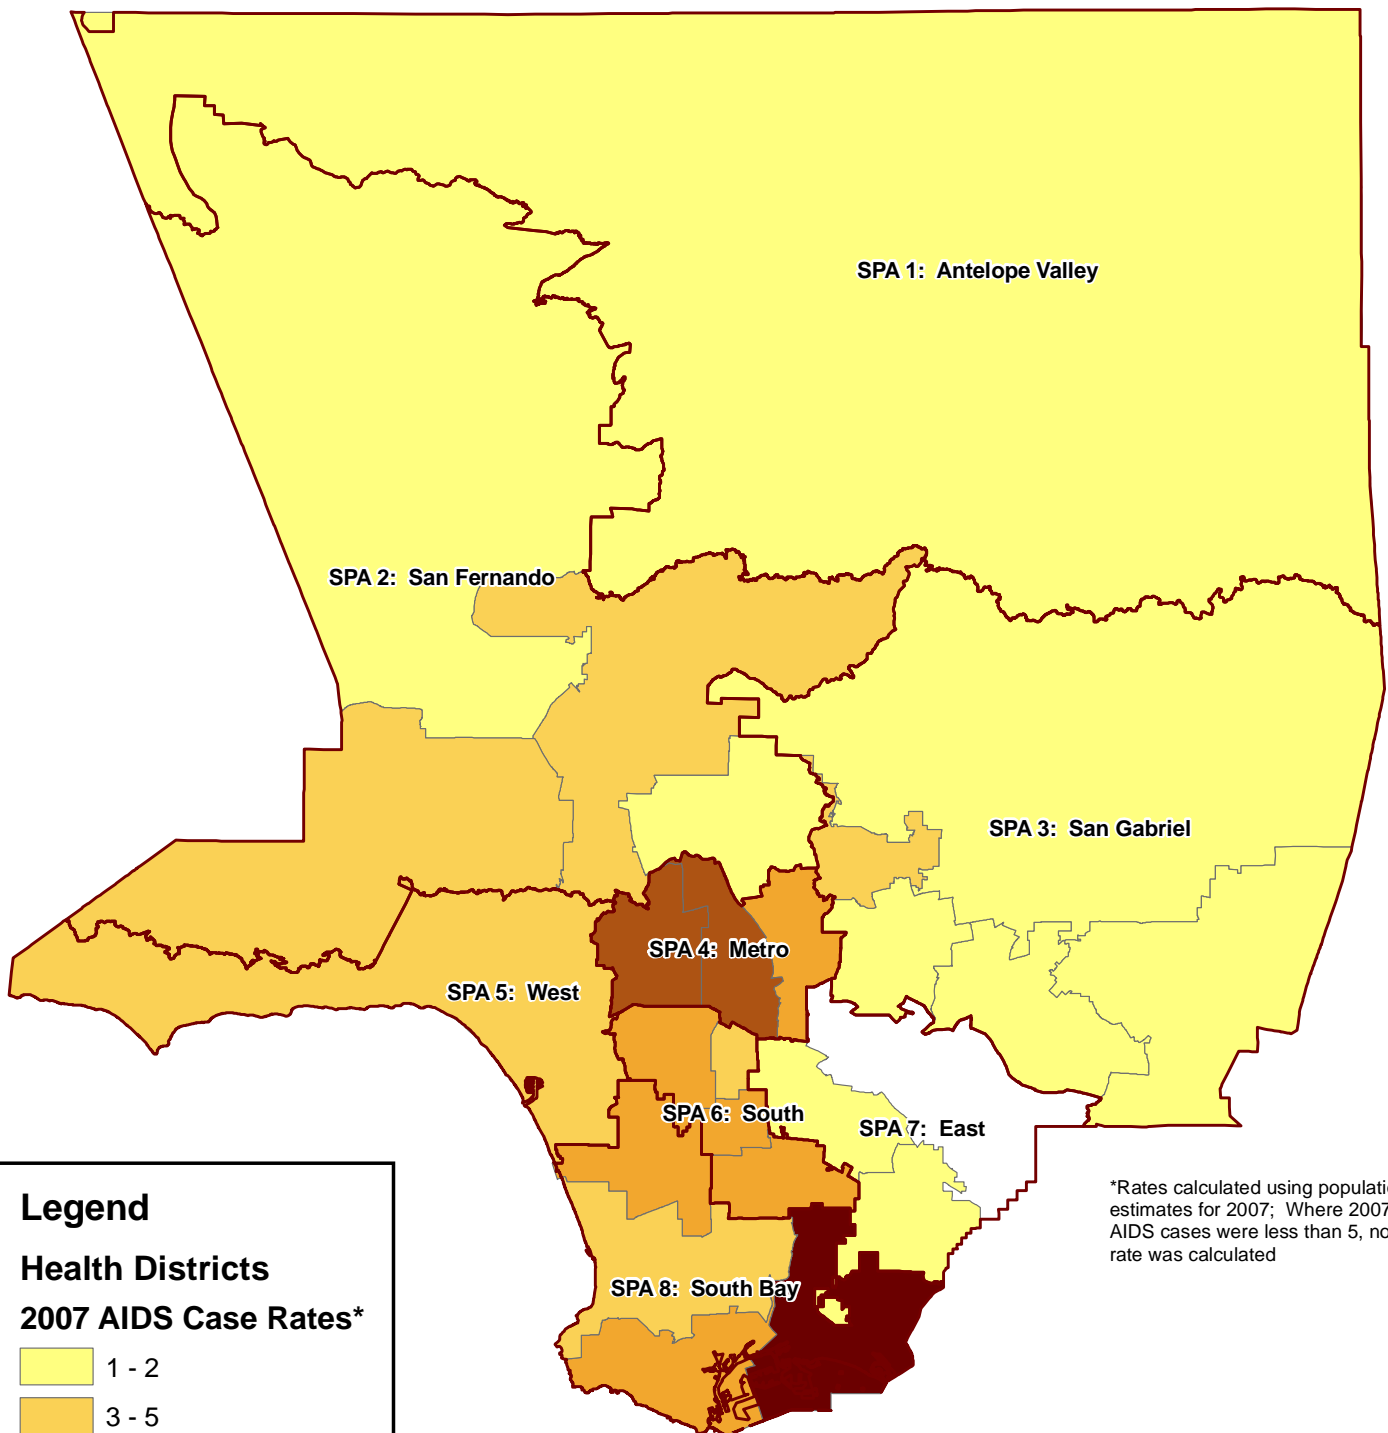 SPA 1: Antelope Valley
SPA 2: San Fernando
SPA 3: San Gabriel
SPA 4: Metro
SPA 5: West
SPA 6: South
SPA 7: East
*Rates calculated using populati
estimates for 2007; Where 2007
AIDS cases were less than 5, no
rate was calculated
SPA 8: South Bay
Legend
Health Districts
2007 AIDS Case Rates*
1 - 2
3 - 5